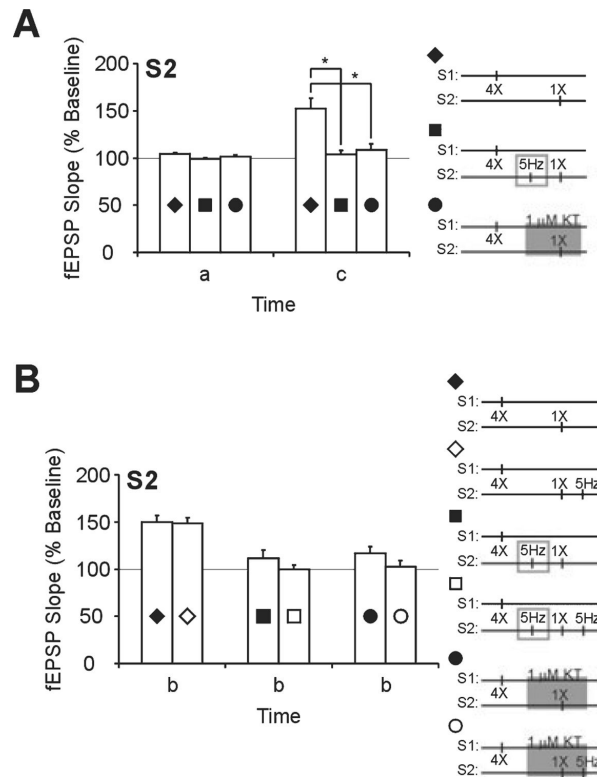 A
S2
fEPSP Slope (% Baseline)
200
150
100
50
0
a
c
Time
*
*
S1:
4X 1X
S2:
S1:
4X 5Hz 1X
S2:
1 µM KT
S1:
4X 1X
S2:
B
S2
fEPSP Slope (% Baseline)
200
150
100
50
0
b
b
b
Time
S1:
4X 1X
S2:
S1:
4X 1X 5Hz
S2:
S1:
4X 5Hz 1X
S2:
S1:
4X 5Hz 1X 5Hz
S2:
1 µM KT
S1:
4X 1X
S2:
1 µM KT
S1:
4X 1X 5Hz
S2: